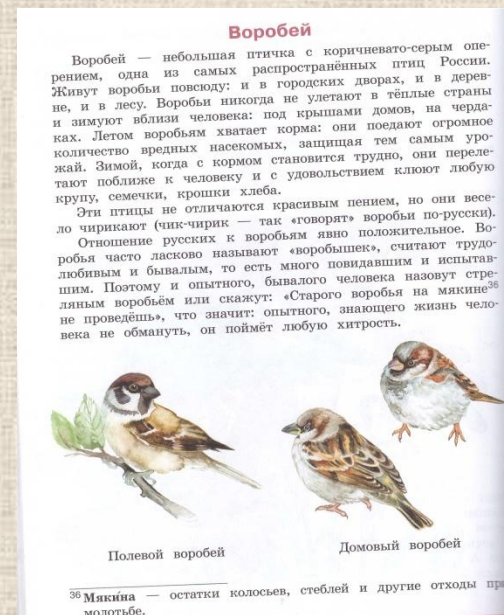 Воробей
Воробей — небольшая птичка с коричневато-серым опе-
рением, одна из самых распространённых птиц России.
Живут воробьи повсюду: и в городских дворах, и в дерев-
не, и в лесу. Воробьи никогда не улетают в тёплые страны
и зимуют вблизи человека: под крышами домов, на черда-
ках. Летом воробьям хватает корма: они поедают огромное
количество вредных насекомых, защищая тем самым уро-
жай. Зимой, когда с кормом становится трудно, они переле-
тают поближе к человеку и с удовольствием клюют любую
крупу, семечки, крошки хлеба.
Эти птицы не отличаются красивым пением, но они весе-
ло чирикают (чик-чирик — так «говорят» воробьи по-русски).
Отношение русских к воробьям явно положительное. Во-
робья часто ласково называют «воробышек», считают трудо-
любивым и бывалым, то есть много повидавшим и испытав-
шим. Поэтому и опытного, бывалого человека назовут стре-
ляным воробьём или скажут: «Старого воробья на мякине36
не проведёшь», что значит: опытного, знающего жизнь чело-
века не обмануть, он поймёт любую хитрость.
Полевой воробей
Домовый воробей
36 Мякина — остатки колосьев, стеблей и другие отходы при
молотьбе.